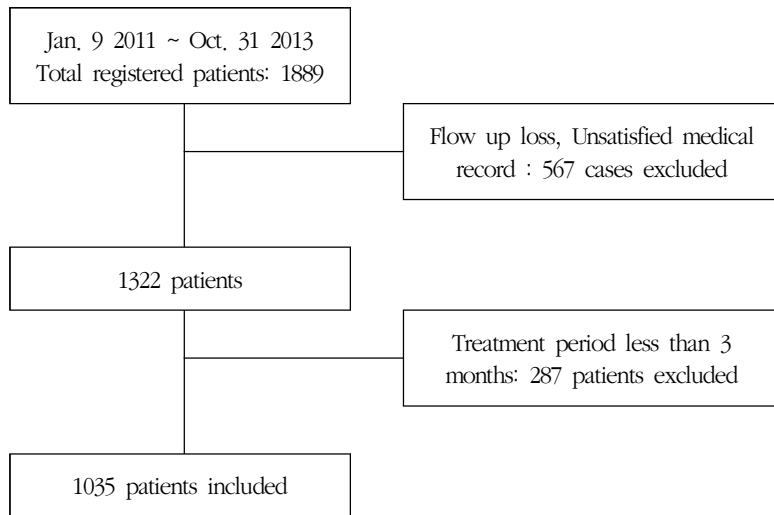 Jan. 9 2011 ~ Oct. 31 2013
Total registered patients: 1889
Flow up loss, Unsatisfied medical
record : 567 cases excluded
1322 patients
Treatment period less than 3
months: 287 patients excluded
1035 patients included